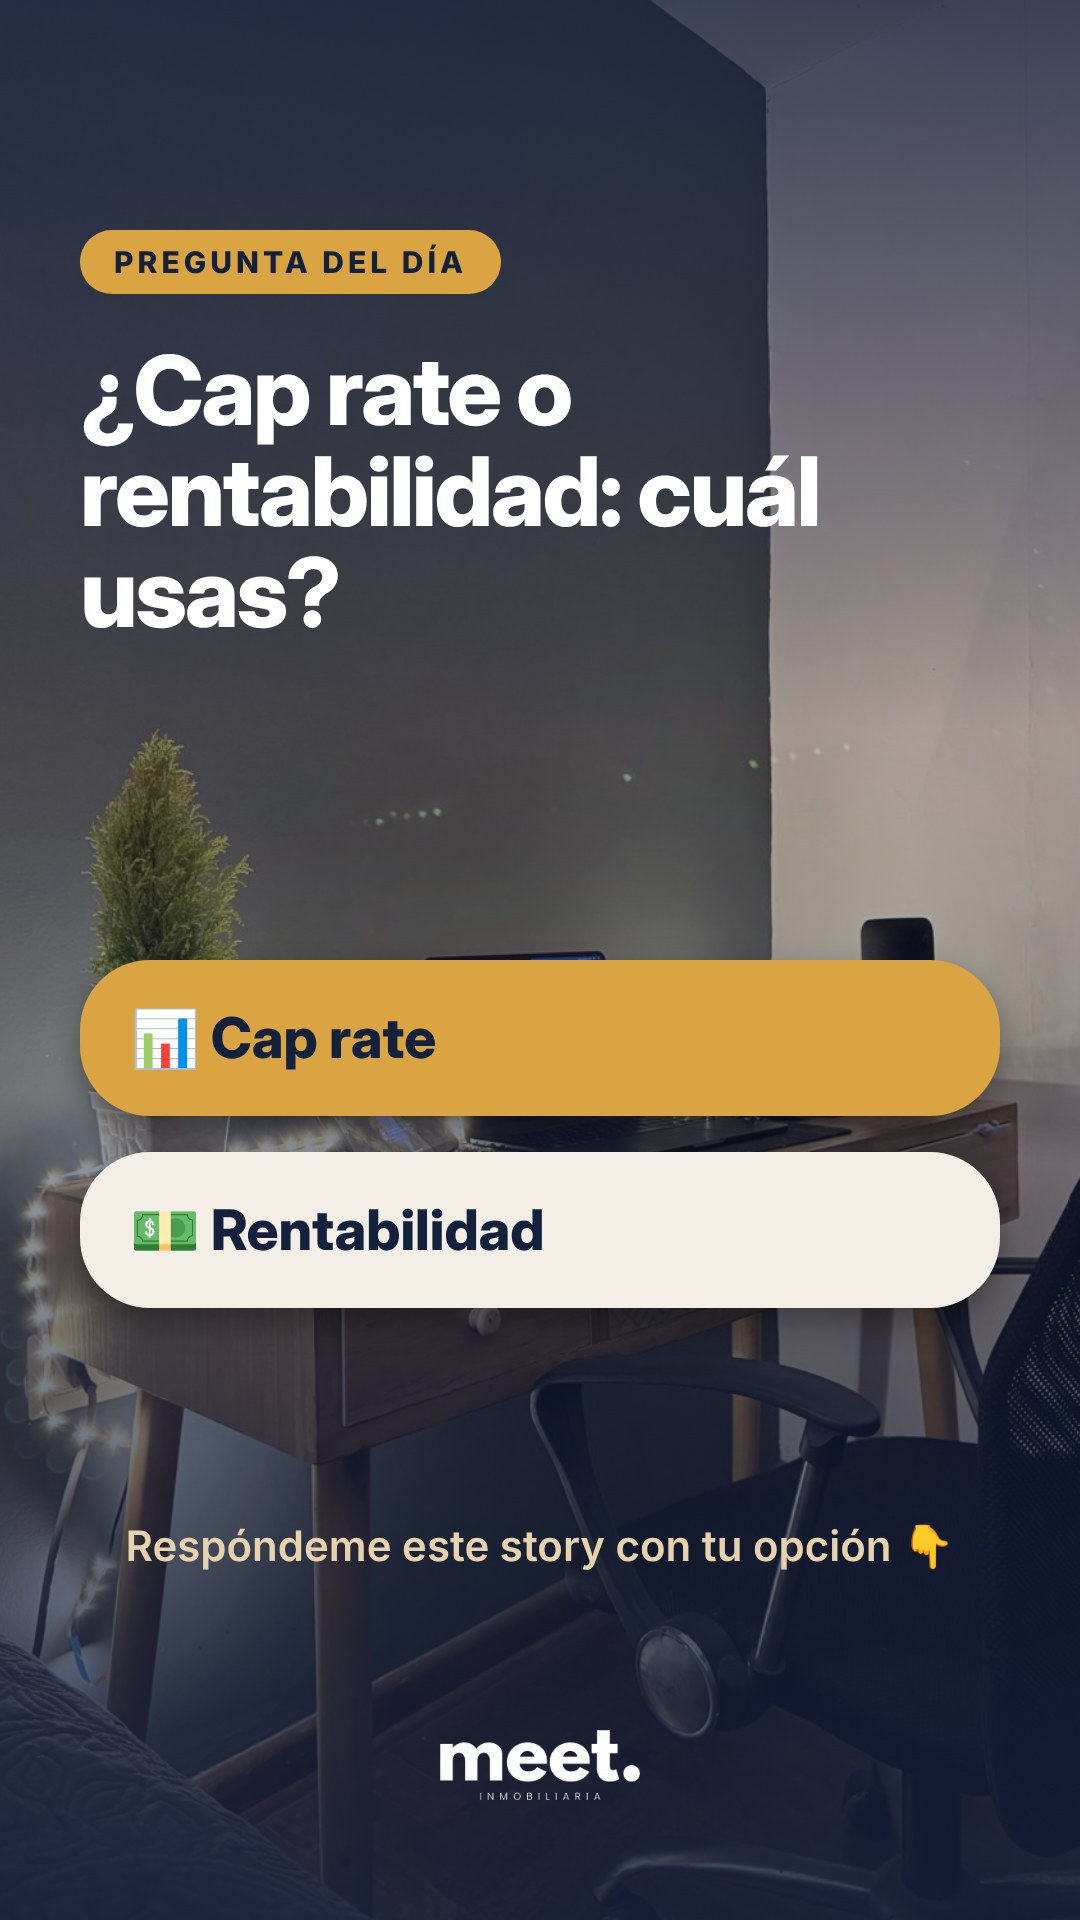 PREGUNTA DEL DÍA
¿Cap rate o
rentabilidad: cuál
usas?
📊 Cap rate
💵 Rentabilidad
Respóndeme este story con tu opción 👇
meet.
INMOBILIARIA